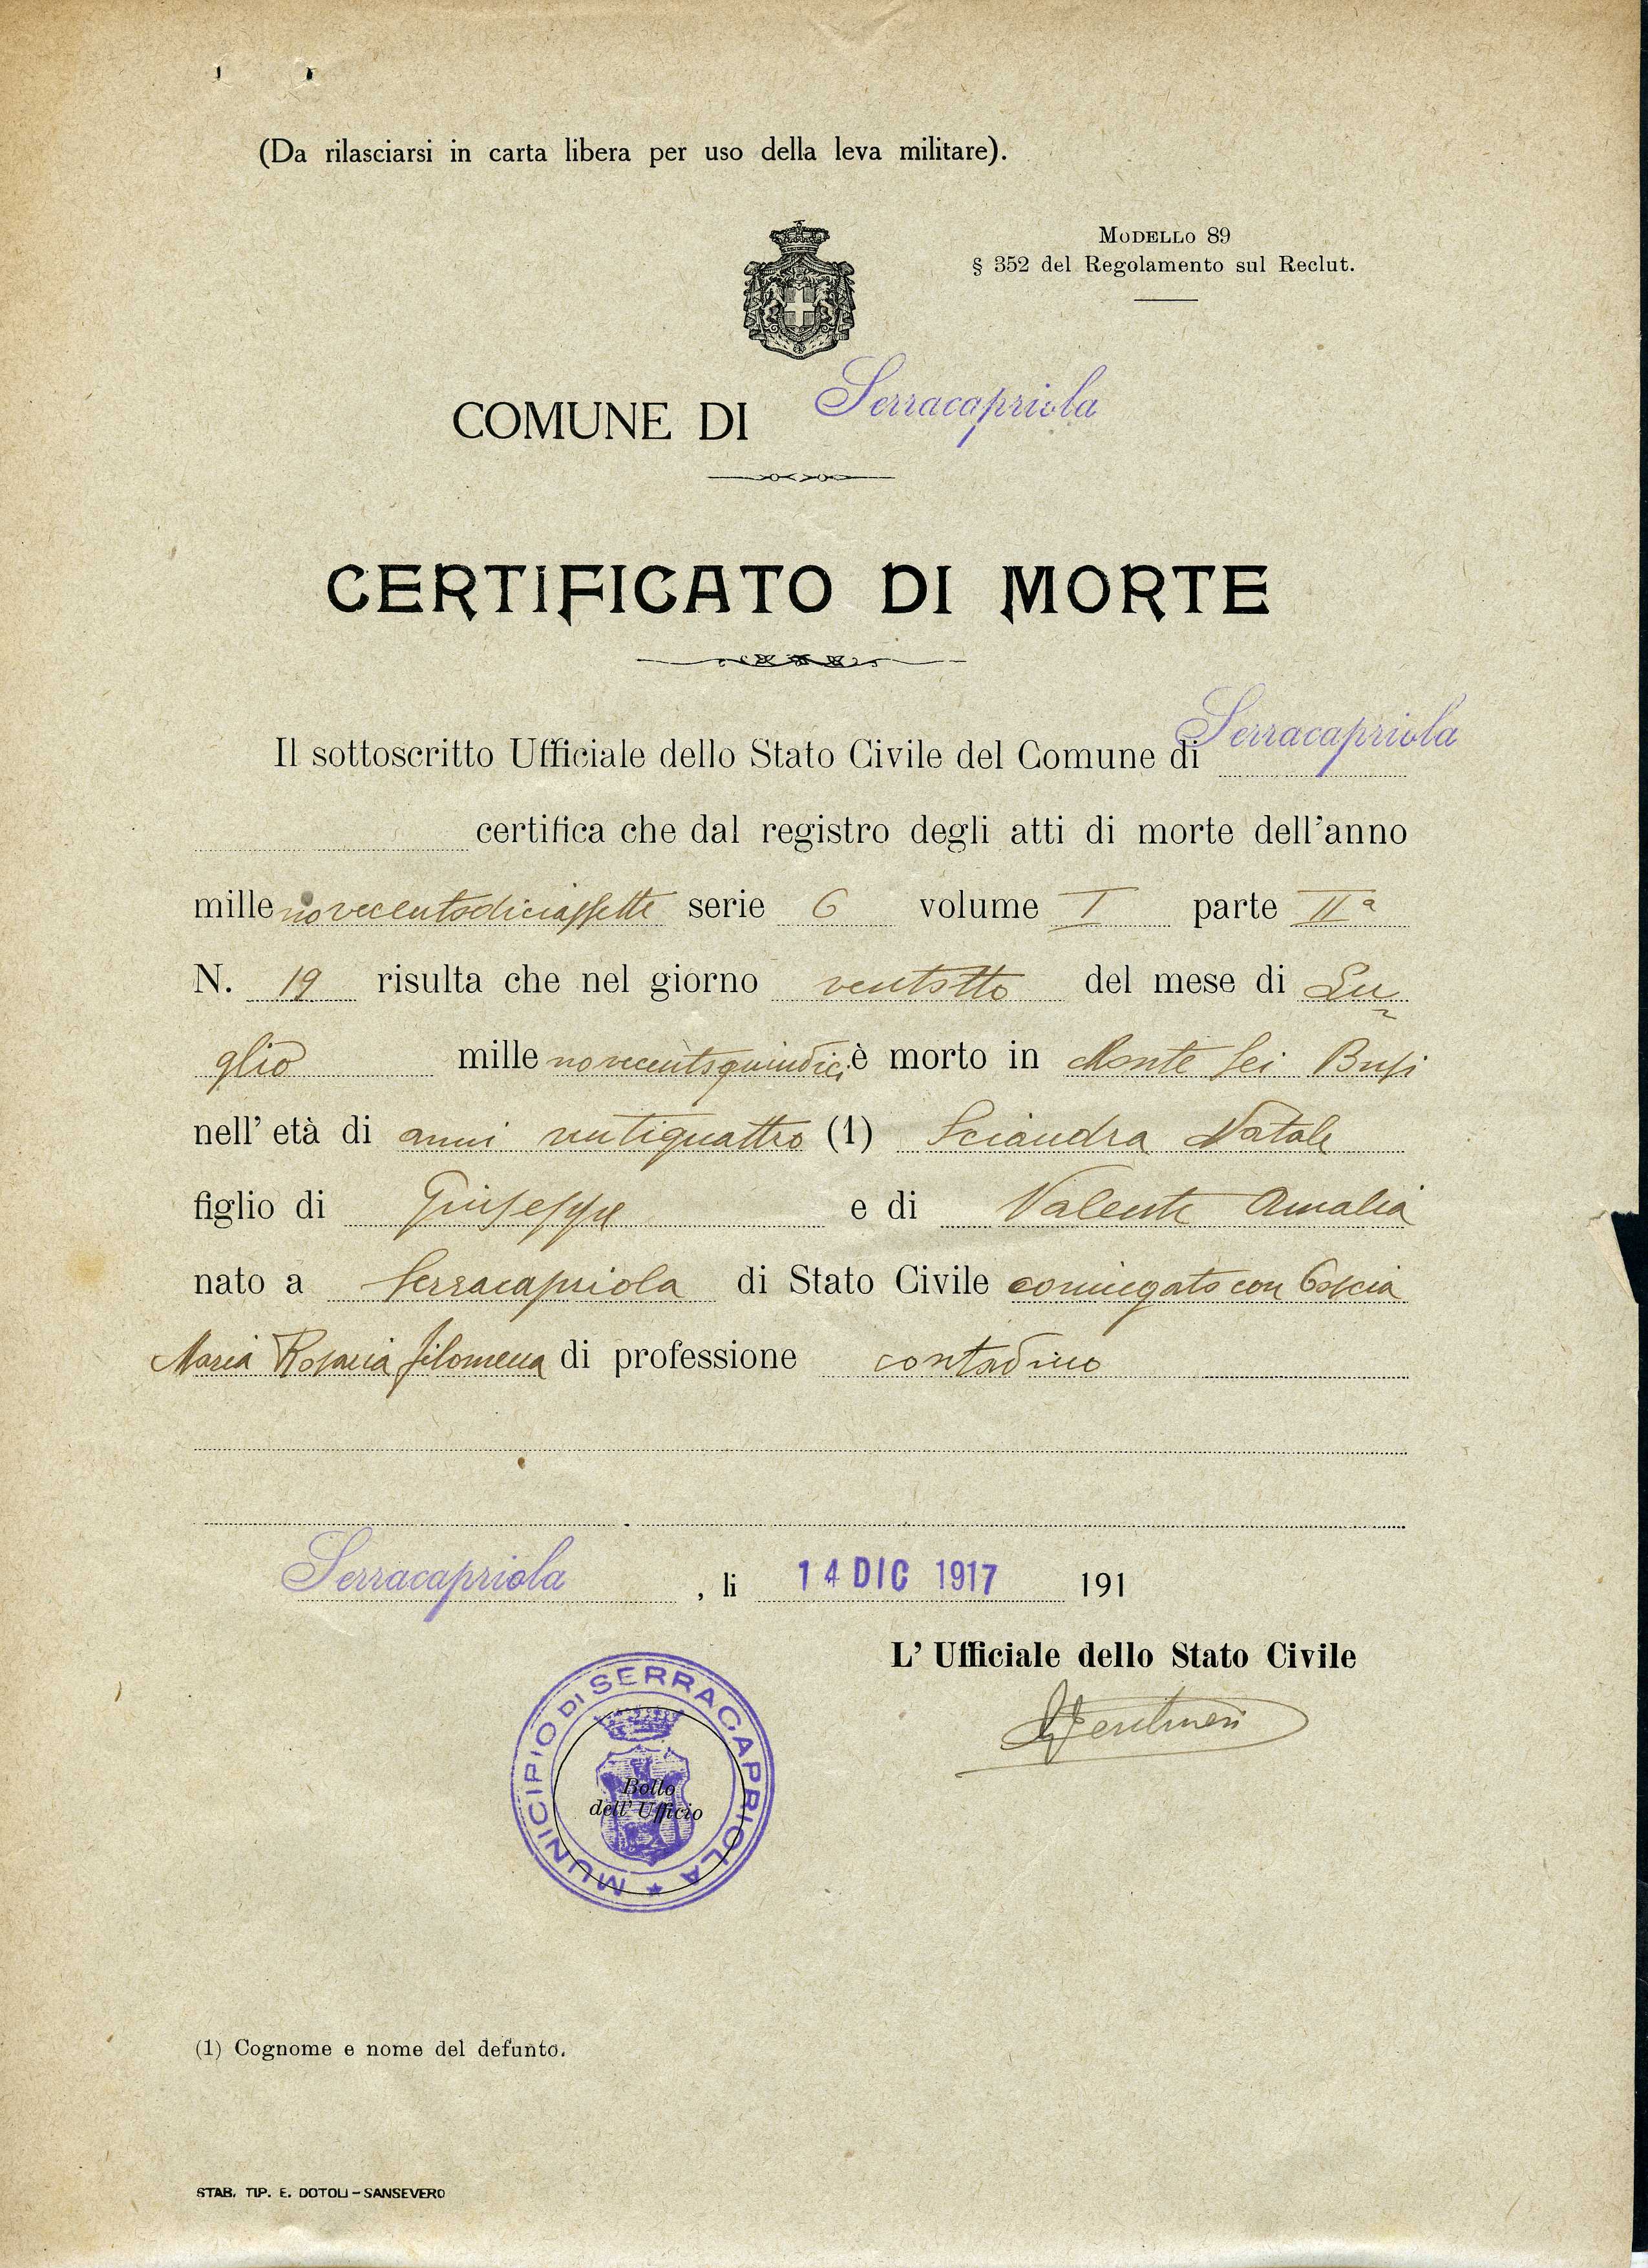 (Da rilasciarsi in carta libera per uso della leva militare).
MODELLO 89
§ 352 del Regolamento sul Reclut.
COMUNE DI Serracapriola
CERTIFICATO DI MORTE
Il sottoscritto Ufficiale dello Stato Civile del Comune di Serracapriola
certifica che dal registro degli atti di morte dell'anno
mille novecentodiciassette serie 6 volume I parte IIa
N. 19 risulta che nel giorno ventotto del mese di Lu
glio mille novecentoquindici è morto in Monte Sei Busi
nell' età di anni ventiquattro (1) Sciandra Natale
figlio di Giuseppe e di Valente Amalia
nato a Serracapriola di Stato Civile coniugato con Coscia
Maria Rosaria Filomena di professione contadino
Serracapriola, li 14 DIC 1917 191
L' Ufficiale dello Stato Civile
MUNICIPIO DI SERRACAPRIOLA
Bollo
dell' Ufficio
(1) Cognome e nome del defunto.
STAB. TIP. E. DOTOLI - SANSEVERO